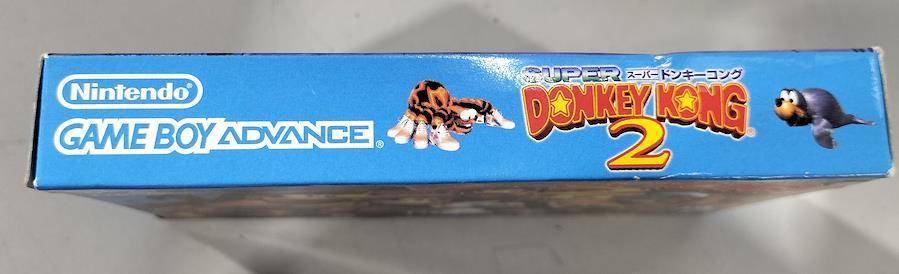 Nintendo®
GAME BOY ADVANCE®
SUPER スーパードンキーコング
DONKEY KONG®
2